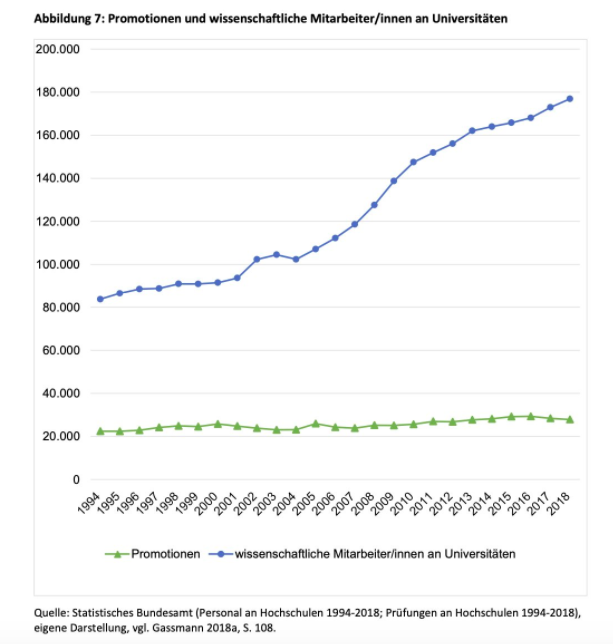 Abbildung 7: Promotionen und wissenschaftliche Mitarbeiter/innen an Universitäten
200.000
180.000
160.000
140.000
120.000
100.000
80.000
60.000
40.000
20.000
0
1994 1995 1996 1997 1998 1999 2000 2001 2002 2003 2004 2005 2006 2007 2008 2009 2010 2011 2012 2013 2014 2015 2016 2017 2018
Promotionen wissenschaftliche Mitarbeiter/innen an Universitäten
Quelle: Statistisches Bundesamt (Personal an Hochschulen 1994-2018; Prüfungen an Hochschulen 1994-2018),
eigene Darstellung, vgl. Gassmann 2018a, S. 108.